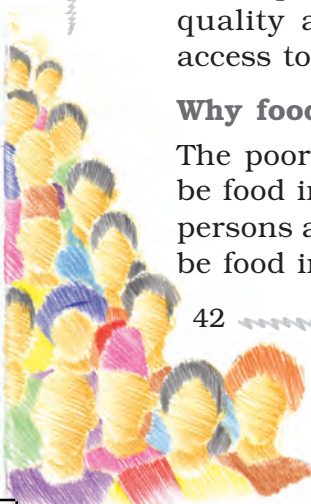 quality a
access to
Why food
The poor
be food in
persons a
be food in
42